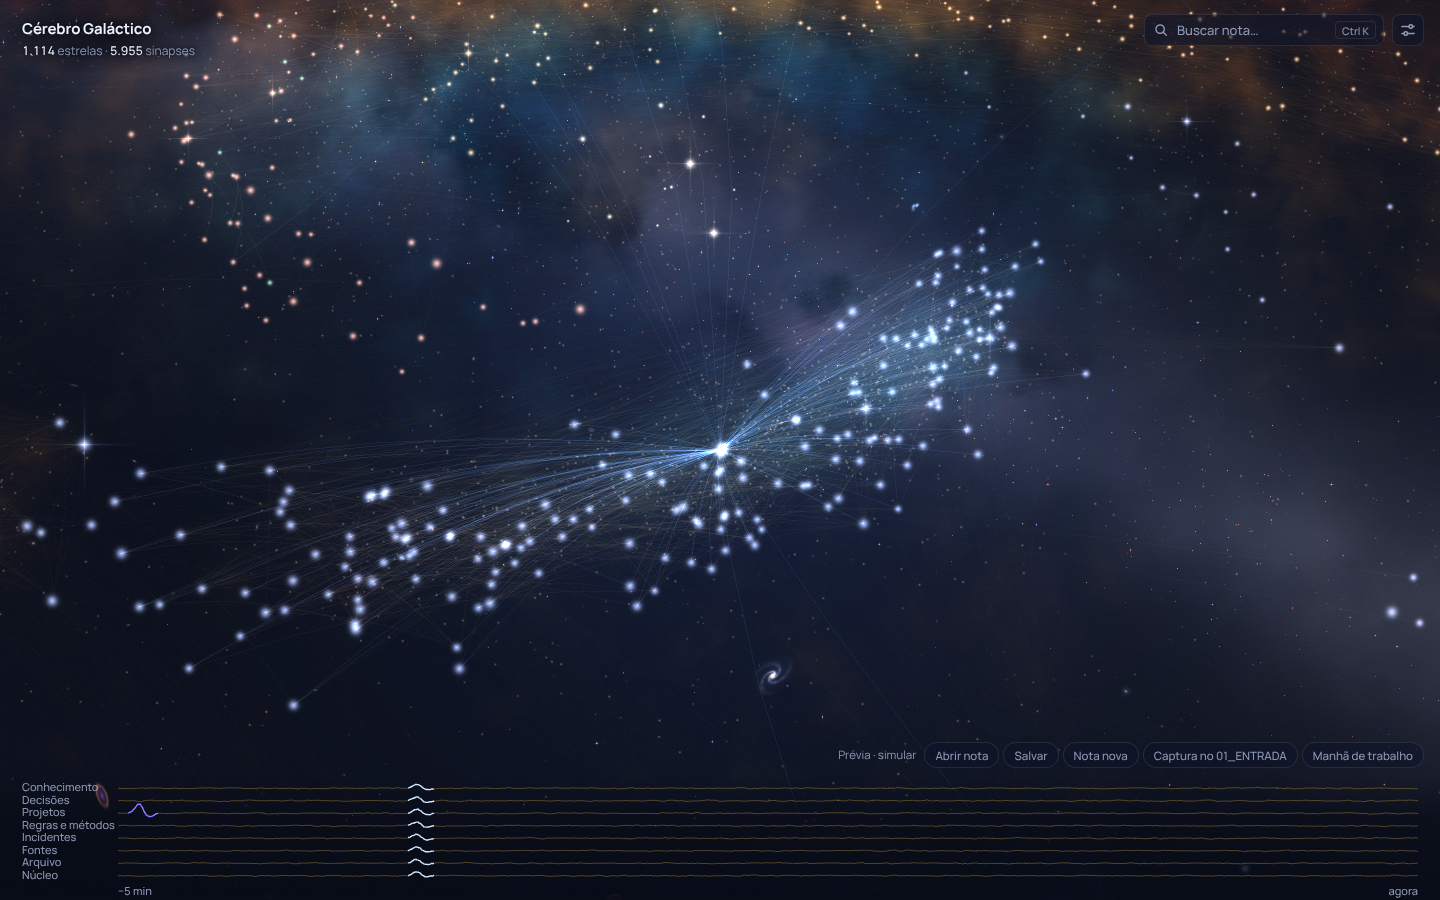 Cérebro Galáctico
1.114 estrelas · 5.955 sinapses
Buscar nota...
Ctrl K
Prévia · simular
Abrir nota
Salvar
Nota nova
Captura no 01_ENTRADA
Manhã de trabalho
Conhecimento
Decisões
Projetos
Regras e métodos
Incidentes
Fontes
Arquivo
Núcleo
−5 min
agora